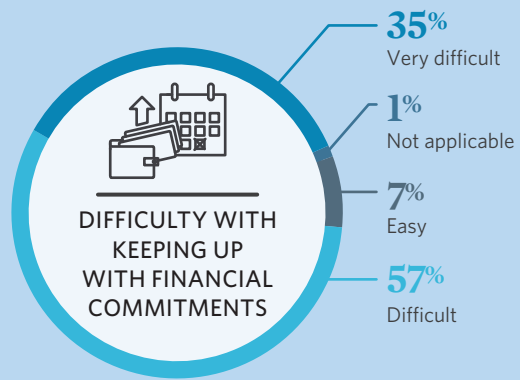 35%
Very difficult
1%
Not applicable
7%
Easy
57%
Difficult
DIFFICULTY WITH
KEEPING UP
WITH FINANCIAL
COMMITMENTS